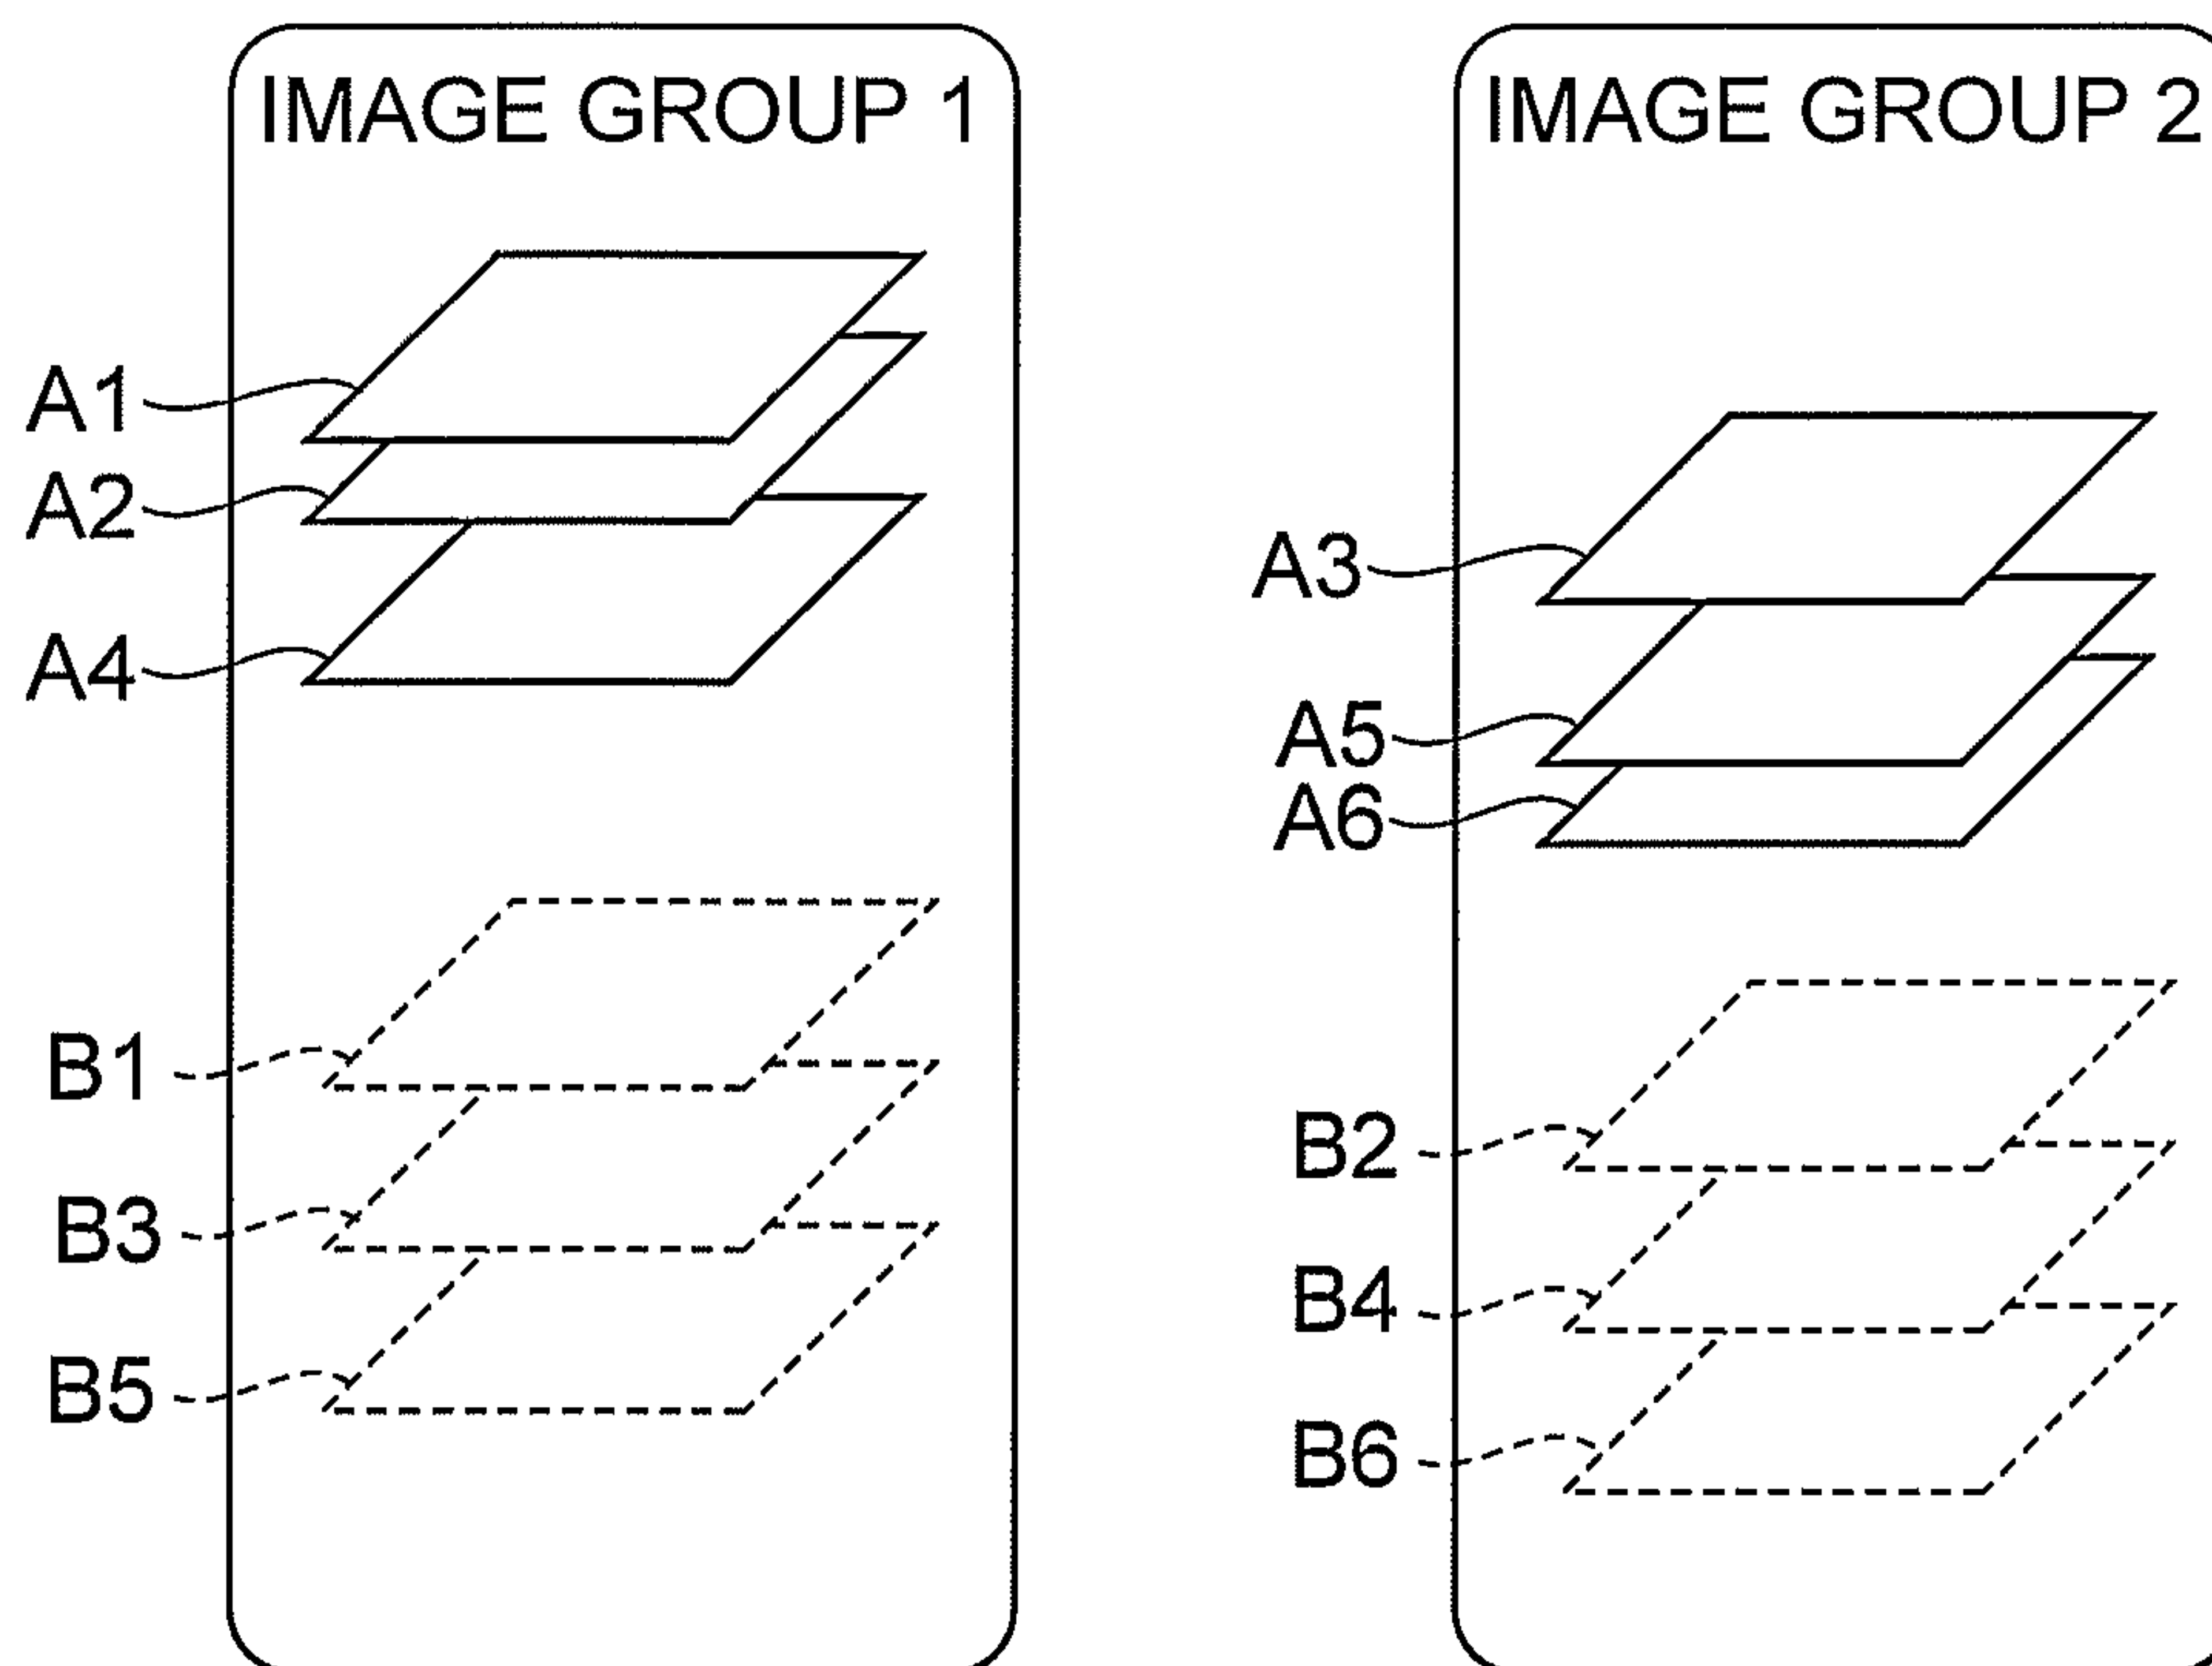 IMAGE GROUP 1
A1
A2
A4
B1
B3
B5
IMAGE GROUP 2
A3
A5
A6
B2
B4
B6